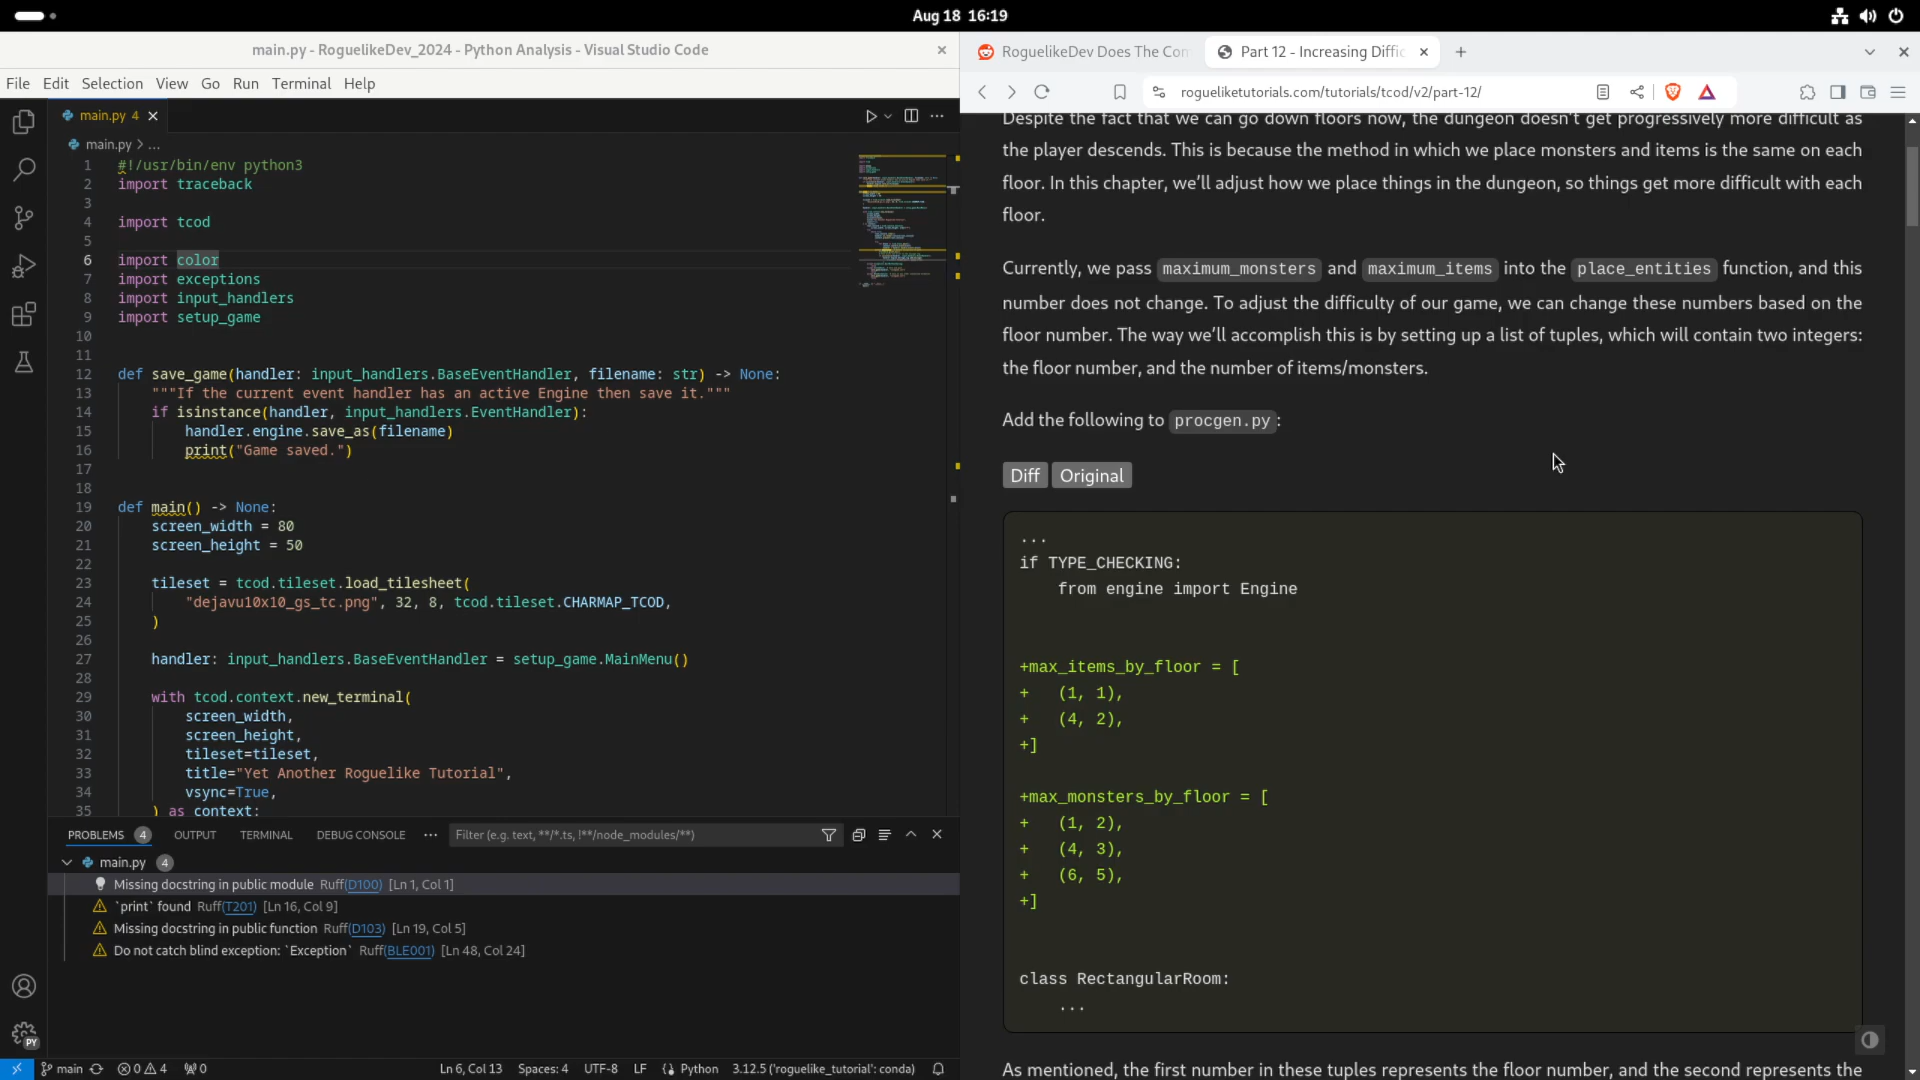 Aug 18 16:19
main.py - RoguelikeDev_2024 - Python Analysis - Visual Studio Code
File Edit Selection View Go Run Terminal Help
main.py 4
main.py > ...
1 #!/usr/bin/env python3
2 import traceback
3
4 import tcod
5
6 import color
7 import exceptions
8 import input_handlers
9 import setup_game
10
11
12 def save_game(handler: input_handlers.BaseEventHandler, filename: str) -> None:
13 """If the current event handler has an active Engine then save it."""
14 if isinstance(handler, input_handlers.EventHandler):
15 handler.engine.save_as(filename)
16 print("Game saved.")
17
18
19 def main() -> None:
20 screen_width = 80
21 screen_height = 50
22
23 tileset = tcod.tileset.load_tilesheet(
24 "dejavu10x10_gs_tc.png", 32, 8, tcod.tileset.CHARMAP_TCOD,
25 )
26
27 handler: input_handlers.BaseEventHandler = setup_game.MainMenu()
28
29 with tcod.context.new_terminal(
30 screen_width,
31 screen_height,
32 tileset=tileset,
33 title="Yet Another Roguelike Tutorial",
34 vsync=True,
35 ) as context:
PROBLEMS 4 OUTPUT TERMINAL DEBUG CONSOLE ... Filter (e.g. text, **/*.ts, !**/node_modules/**)
main.py 4
Missing docstring in public module Ruff(D100) [Ln 1, Col 1]
`print` found Ruff(T201) [Ln 16, Col 9]
Missing docstring in public function Ruff(D103) [Ln 19, Col 5]
Do not catch blind exception: `Exception` Ruff(BLE001) [Ln 48, Col 24]
PY
main 0 4 0 Ln 6, Col 13 Spaces: 4 UTF-8 LF Python 3.12.5 ('roguelike_tutorial': conda)
RoguelikeDev Does The Con
Part 12 - Increasing Diffic
rogueliketutorials.com/tutorials/tcod/v2/part-12/
Despite the fact that we can go down floors now, the dungeon doesn't get progressively more difficult as
the player descends. This is because the method in which we place monsters and items is the same on each
floor. In this chapter, we'll adjust how we place things in the dungeon, so things get more difficult with each
floor.
Currently, we pass maximum_monsters and maximum_items into the place_entities function, and this
number does not change. To adjust the difficulty of our game, we can change these numbers based on the
floor number. The way we'll accomplish this is by setting up a list of tuples, which will contain two integers:
the floor number, and the number of items/monsters.
Add the following to procgen.py:
Diff Original
...
if TYPE_CHECKING:
from engine import Engine
+max_items_by_floor = [
+ (1, 1),
+ (4, 2),
+]
+max_monsters_by_floor = [
+ (1, 2),
+ (4, 3),
+ (6, 5),
+]
class RectangularRoom:
...
As mentioned, the first number in these tuples represents the floor number, and the second represents the